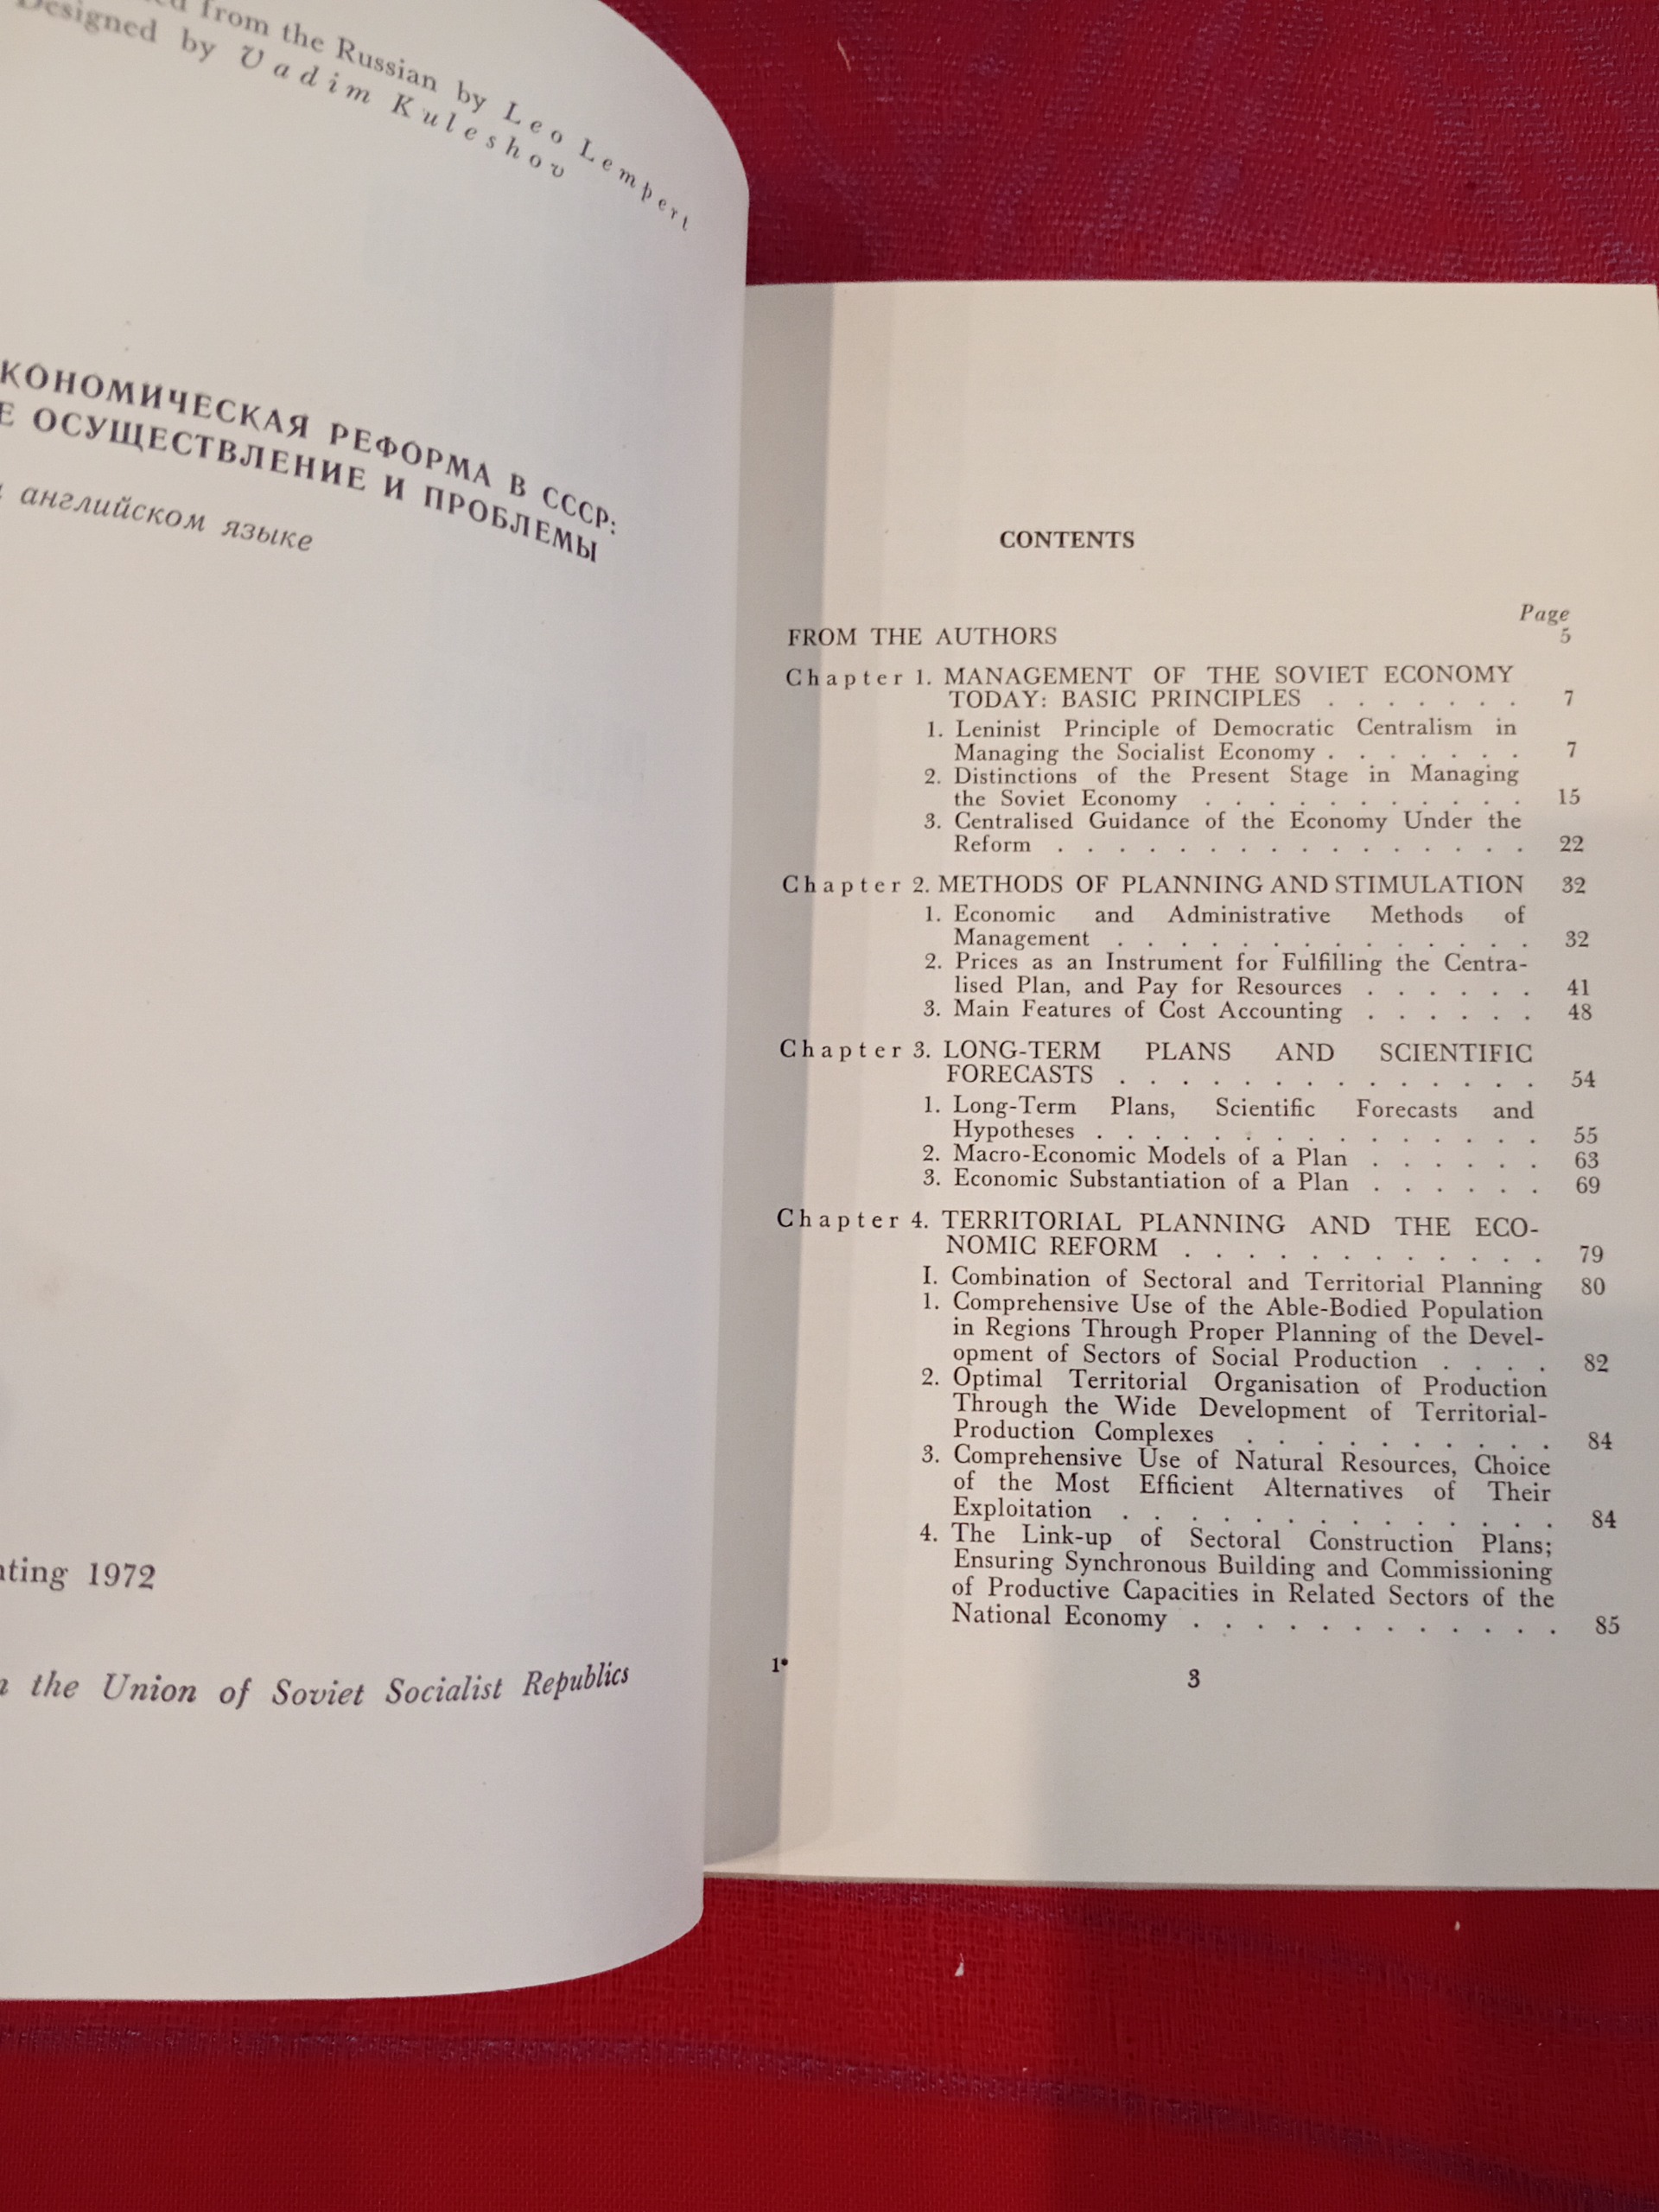 from the Russian by Leo Lempert
Designed by Vadim Kuleshov
КОНОМИЧЕСКАЯ РЕФОРМА В СССР:
Е ОСУЩЕСТВЛЕНИЕ И ПРОБЛЕМЫ
английском языке
nting 1972
the Union of Soviet Socialist Republics
CONTENTS
Page
FROM THE AUTHORS 5
Chapter 1. MANAGEMENT OF THE SOVIET ECONOMY
TODAY: BASIC PRINCIPLES . . . . . . . 7
1. Leninist Principle of Democratic Centralism in
Managing the Socialist Economy . . . . . . . 7
2. Distinctions of the Present Stage in Managing
the Soviet Economy . . . . . . . . . . . 15
3. Centralised Guidance of the Economy Under the
Reform . . . . . . . . . . . . . . . . 22
Chapter 2. METHODS OF PLANNING AND STIMULATION 32
1. Economic and Administrative Methods of
Management . . . . . . . . . . . . . . 32
2. Prices as an Instrument for Fulfilling the Centra-
lised Plan, and Pay for Resources . . . . . . 41
3. Main Features of Cost Accounting . . . . . . 48
Chapter 3. LONG-TERM PLANS AND SCIENTIFIC
FORECASTS . . . . . . . . . . . . . . 54
1. Long-Term Plans, Scientific Forecasts and
Hypotheses . . . . . . . . . . . . . . . 55
2. Macro-Economic Models of a Plan . . . . . . 63
3. Economic Substantiation of a Plan . . . . . . 69
Chapter 4. TERRITORIAL PLANNING AND THE ECO-
NOMIC REFORM . . . . . . . . . . . . 79
I. Combination of Sectoral and Territorial Planning 80
1. Comprehensive Use of the Able-Bodied Population
in Regions Through Proper Planning of the Devel-
opment of Sectors of Social Production . . . . 82
2. Optimal Territorial Organisation of Production
Through the Wide Development of Territorial-
Production Complexes . . . . . . . . . . 84
3. Comprehensive Use of Natural Resources, Choice
of the Most Efficient Alternatives of Their
Exploitation . . . . . . . . . . . . . . 84
4. The Link-up of Sectoral Construction Plans;
Ensuring Synchronous Building and Commissioning
of Productive Capacities in Related Sectors of the
National Economy . . . . . . . . . . . . 85
1*
3